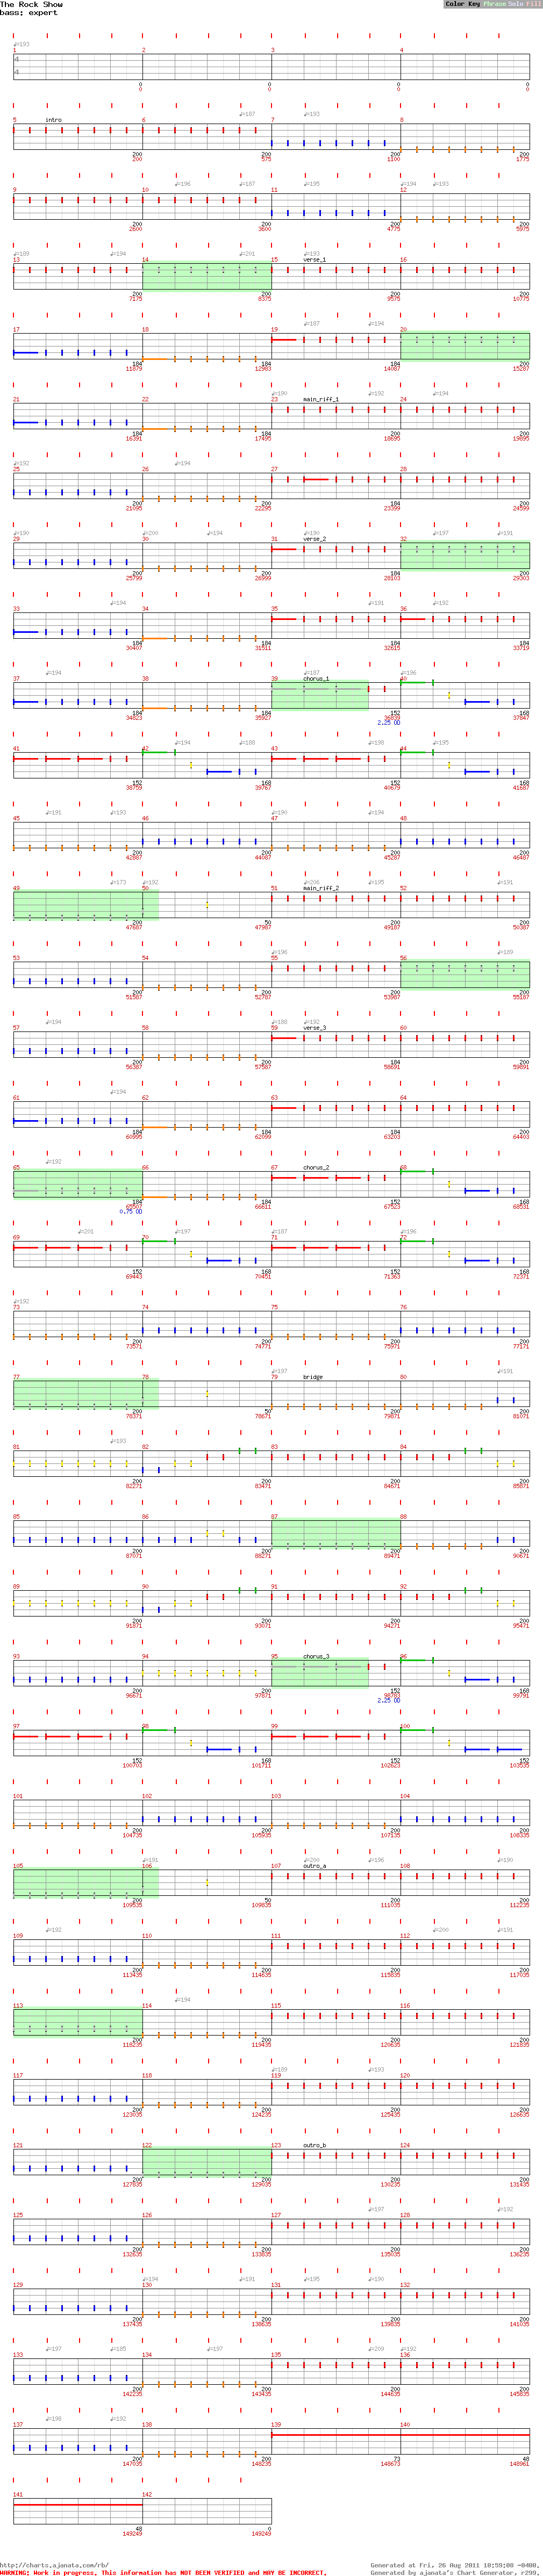 The Rock Show
bass: expert
Color Key Phrase Solo Fill
♩=193
1 2 3 4
4
4
0 0 0 0
0 0 0 0
♩=187 ♩=193
5 intro 6 7 8
200 200 200 200
200 575 1100 1775
♩=196 ♩=187 ♩=195 ♩=194 ♩=193
9 10 11 12
200 200 200 200
2600 3600 4775 5975
♩=189 ♩=194 ♩=201 ♩=193
13 14 15 verse_1 16
200 200 200 200
7175 8375 9575 10775
♩=187 ♩=194
17 18 19 20
184 184 184 200
11879 12983 14087 15287
♩=190 ♩=192 ♩=194
21 22 23 main_riff_1 24
184 184 200 200
16391 17495 18695 19895
♩=192 ♩=194
25 26 27 28
200 200 184 200
21095 22295 23399 24599
♩=190 ♩=200 ♩=194 ♩=190 ♩=197 ♩=191
29 30 31 verse_2 32
200 200 184 200
25799 26999 28103 29303
♩=194 ♩=191 ♩=192
33 34 35 36
184 184 184 184
30407 31511 32615 33719
♩=194 ♩=187 ♩=196
37 38 39 chorus_1 40
184 184 152 168
34823 35927 36839 37847
2.25 OD
♩=194 ♩=188 ♩=198 ♩=195
41 42 43 44
152 168 152 168
38759 39767 40679 41687
♩=191 ♩=193 ♩=190 ♩=194
45 46 47 48
200 200 200 200
42887 44087 45287 46487
♩=173 ♩=192 ♩=206 ♩=195 ♩=191
49 50 51 main_riff_2 52
200 50 200 200
47687 47987 49187 50387
♩=196 ♩=189
53 54 55 56
200 200 200 200
51587 52787 53987 55187
♩=194 ♩=188 ♩=192
57 58 59 verse_3 60
200 200 184 200
56387 57587 58691 59891
♩=194
61 62 63 64
184 184 184 200
60995 62099 63203 64403
♩=192
65 66 67 chorus_2 68
184 184 152 168
65507 66611 67523 68531
0.75 OD
♩=201 ♩=197 ♩=187 ♩=196
69 70 71 72
152 168 152 168
69443 70451 71363 72371
♩=192
73 74 75 76
200 200 200 200
73571 74771 75971 77171
♩=197 ♩=191
77 78 79 bridge 80
200 50 200 200
78371 78671 79871 81071
♩=193
81 82 83 84
200 200 200 200
82271 83471 84671 85871
85 86 87 88
200 200 200 200
87071 88271 89471 90671
89 90 91 92
200 200 200 200
91871 93071 94271 95471
93 94 95 chorus_3 96
200 200 152 168
96671 97871 98783 99791
2.25 OD
97 98 99 100
152 168 152 152
100703 101711 102623 103535
101 102 103 104
200 200 200 200
104735 105935 107135 108335
♩=191 ♩=200 ♩=196 ♩=190
105 106 107 outro_a 108
200 50 200 200
109535 109835 111035 112235
♩=192 ♩=200 ♩=191
109 110 111 112
200 200 200 200
113435 114635 115835 117035
♩=194
113 114 115 116
200 200 200 200
118235 119435 120635 121835
♩=189 ♩=193
117 118 119 120
200 200 200 200
123035 124235 125435 126635
121 122 123 outro_b 124
200 200 200 200
127835 129035 130235 131435
♩=197 ♩=192
125 126 127 128
200 200 200 200
132635 133835 135035 136235
♩=194 ♩=191 ♩=195 ♩=190
129 130 131 132
200 200 200 200
137435 138635 139835 141035
♩=197 ♩=185 ♩=197 ♩=209 ♩=192
133 134 135 136
200 200 200 200
142235 143435 144635 145835
♩=198 ♩=192
137 138 139 140
200 200 73 48
147035 148235 148673 148961
141 142
48 0
149249 149249
http://charts.ajanata.com/rb/
Generated at Fri, 26 Aug 2011 18:59:08 -0400.
WARNING: Work in progress. This information has NOT BEEN VERIFIED and MAY BE INCORRECT.
Generated by ajanata's Chart Generator, r299.